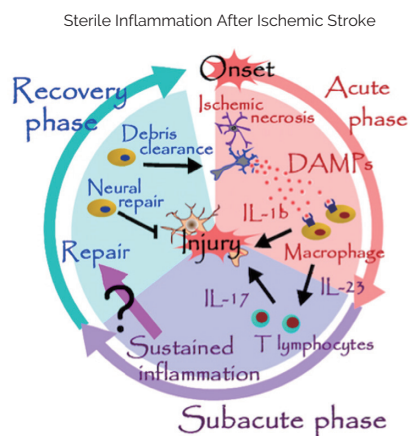 Sterile Inflammation After Ischemic Stroke
Onset
Recovery
phase
Acute
phase
Ischemic
necrosis
Debris
clearance
DAMPs
Neural
repair
IL-1b
Injury
Macrophage
Repair
IL-23
IL-17
?
Sustained
inflammation
T lymphocytes
Subacute phase